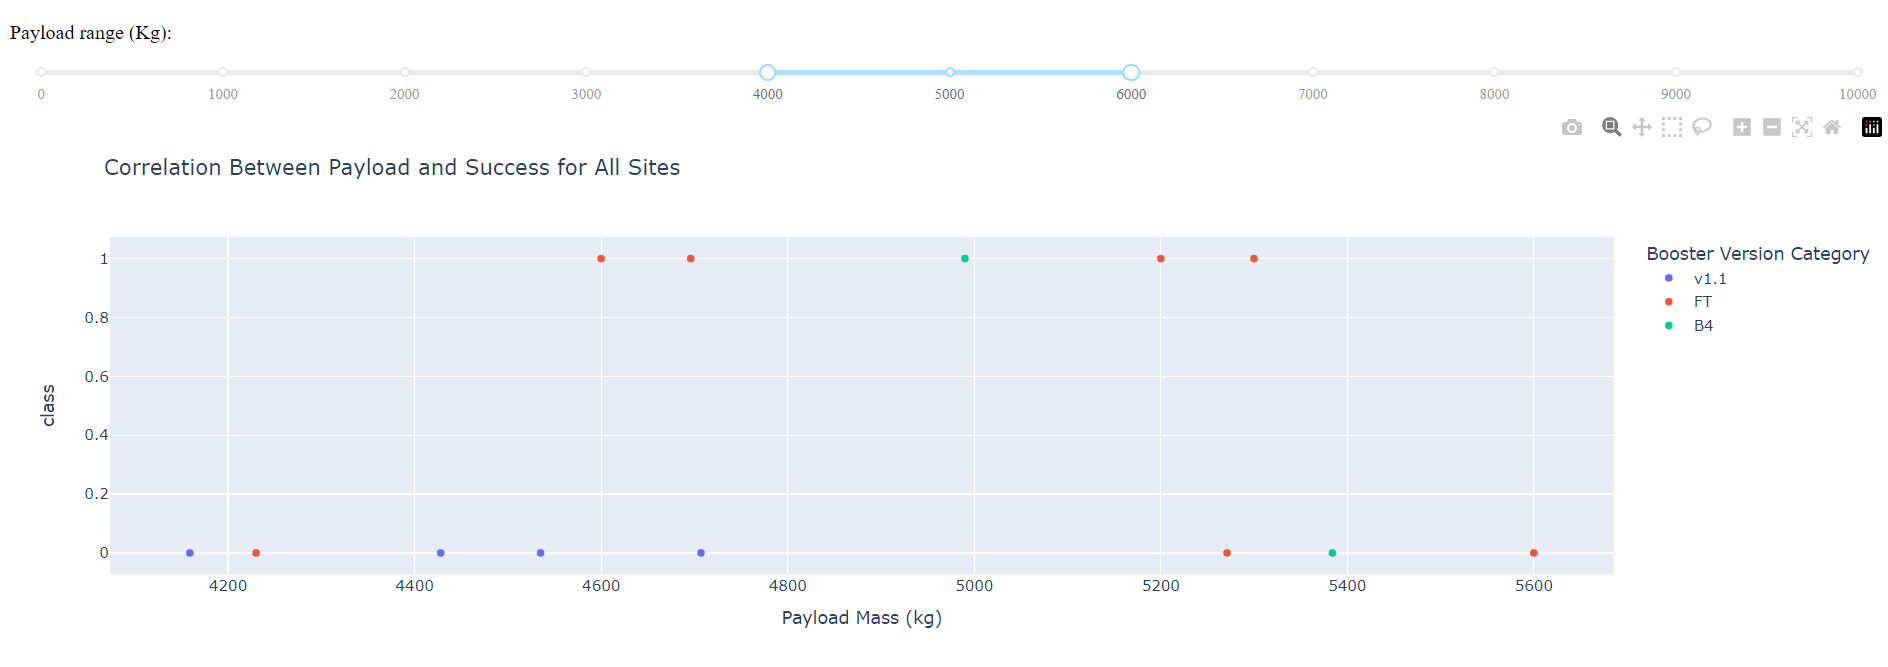 Payload range (Kg):
0 1000 2000 3000 4000 5000 6000 7000 8000 9000 10000
Correlation Between Payload and Success for All Sites
Booster Version Category
v1.1
FT
B4
class
1
0.8
0.6
0.4
0.2
0
4200 4400 4600 4800 5000 5200 5400 5600
Payload Mass (kg)